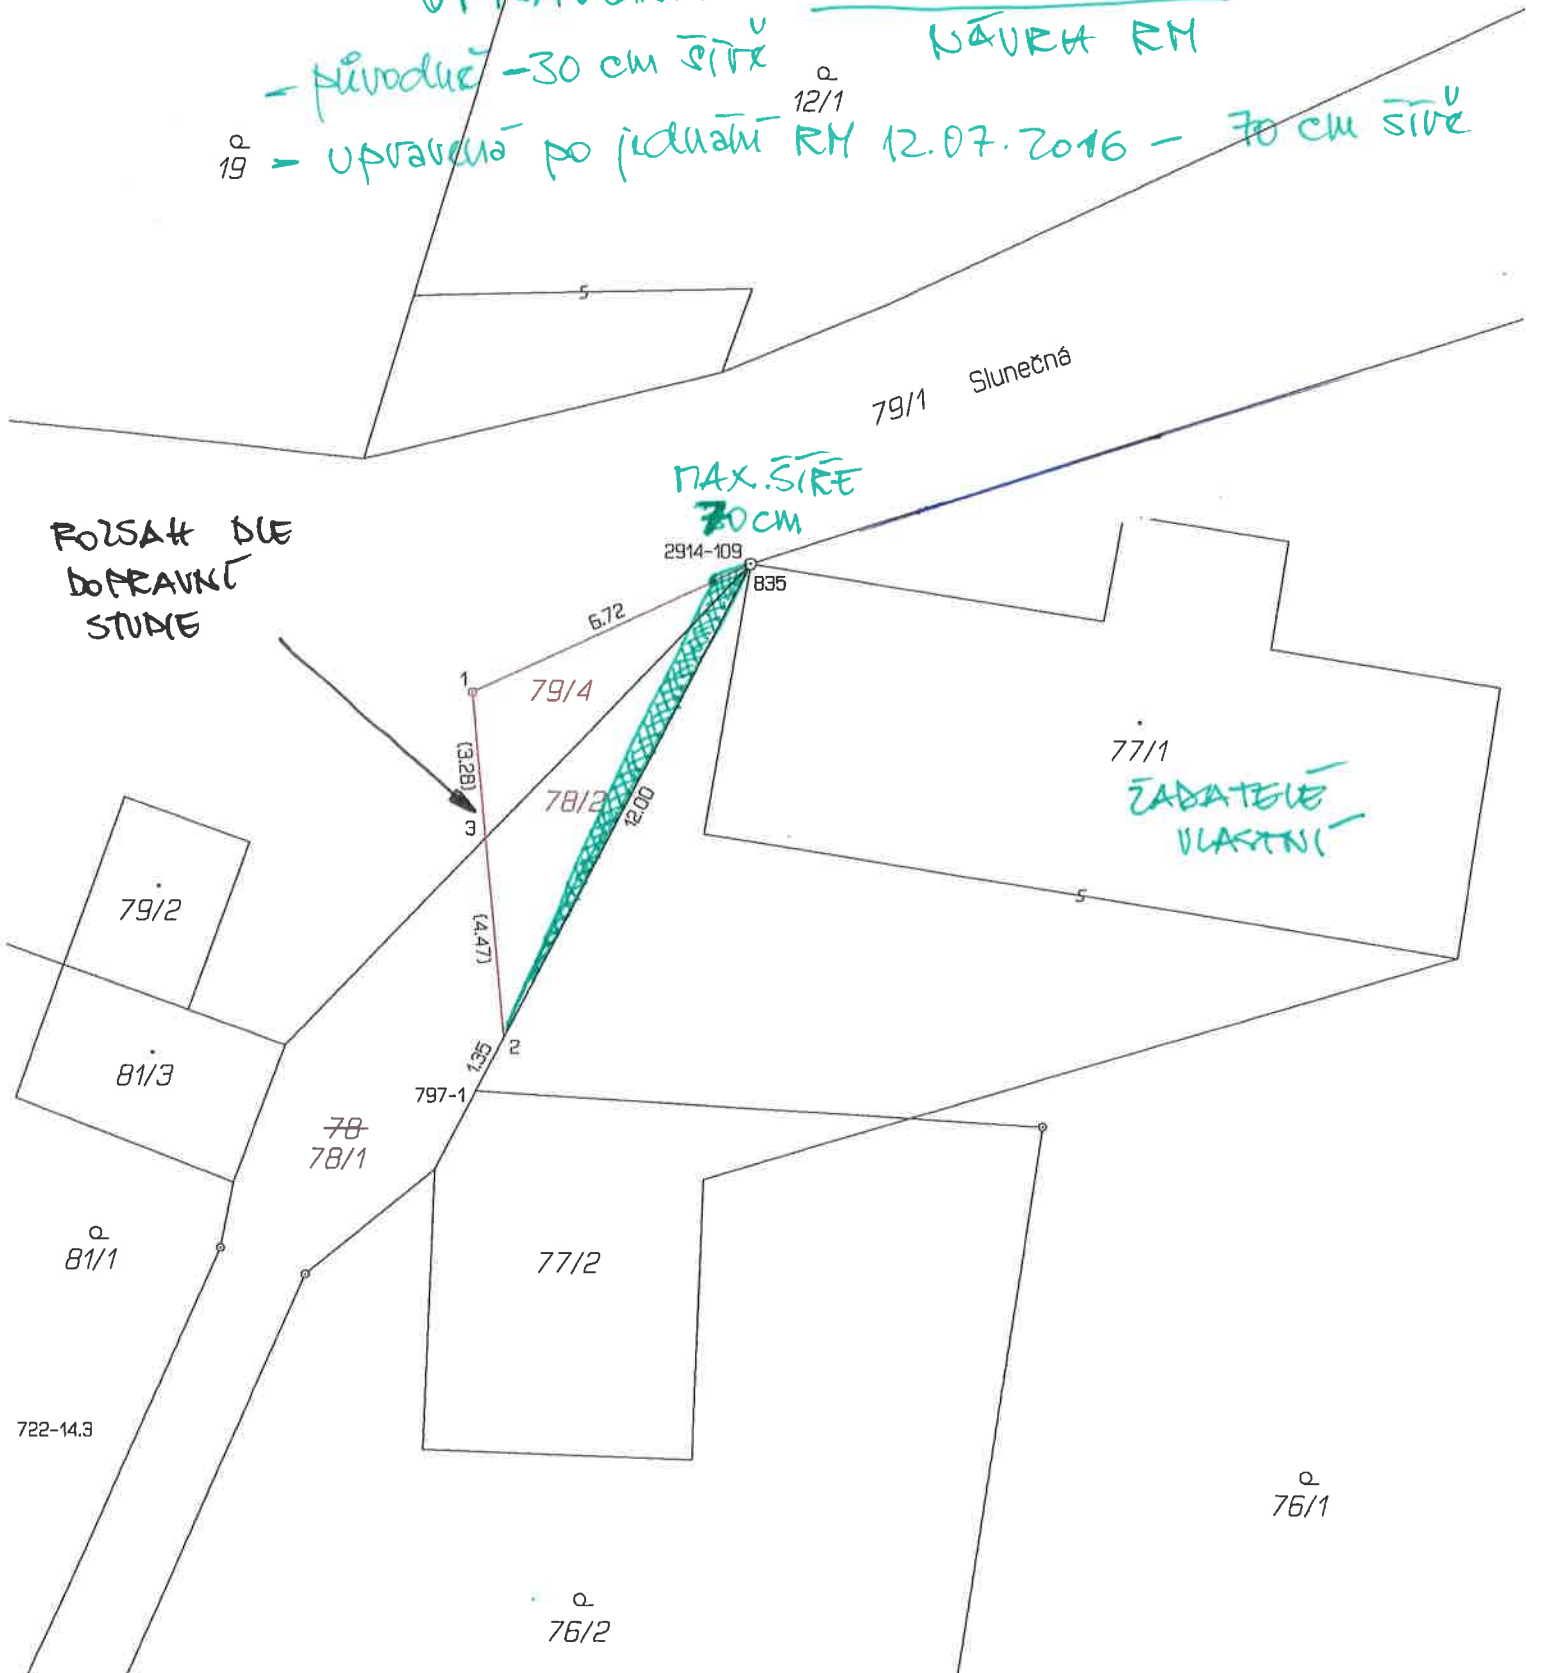 NÁVRH RM
- původně - 30 cm šíře
12/1
19
- upravená po jednání RM 12.07.2016 - 70 cm šíře
5
79/1 Slunečná
MAX. ŠÍŘE
70 cm
ROZSAH DLE
DOPRAVNÍ
STUDIE
2914-109
835
6.72
1
79/4
(3.28)
78/2
12.00
3
77/1
ŽADATELÉ
VLASTNÍ
5
79/2
(4.47)
2
1.35
81/3
797-1
78
78/1
81/1
77/2
722-14.3
76/1
76/2